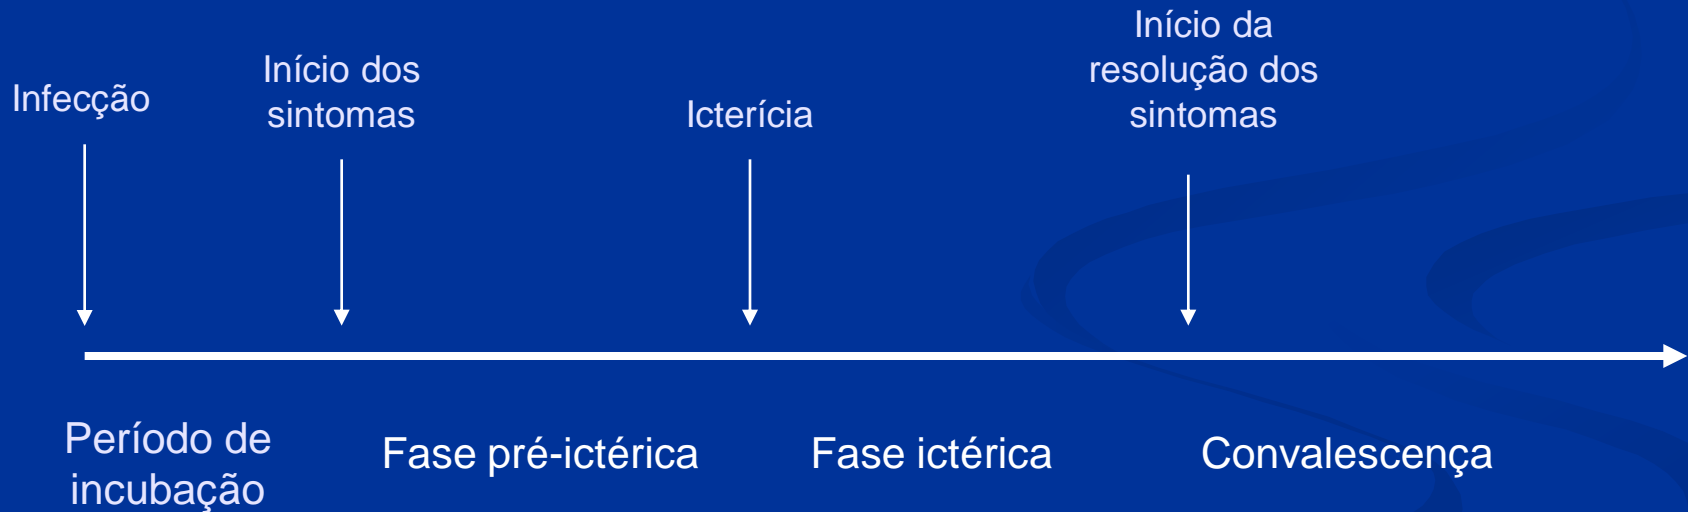 Infecção
Início dos
sintomas
Icterícia
Início da
resolução dos
sintomas
Período de
incubação
Fase pré-ictérica
Fase ictérica
Convalescença